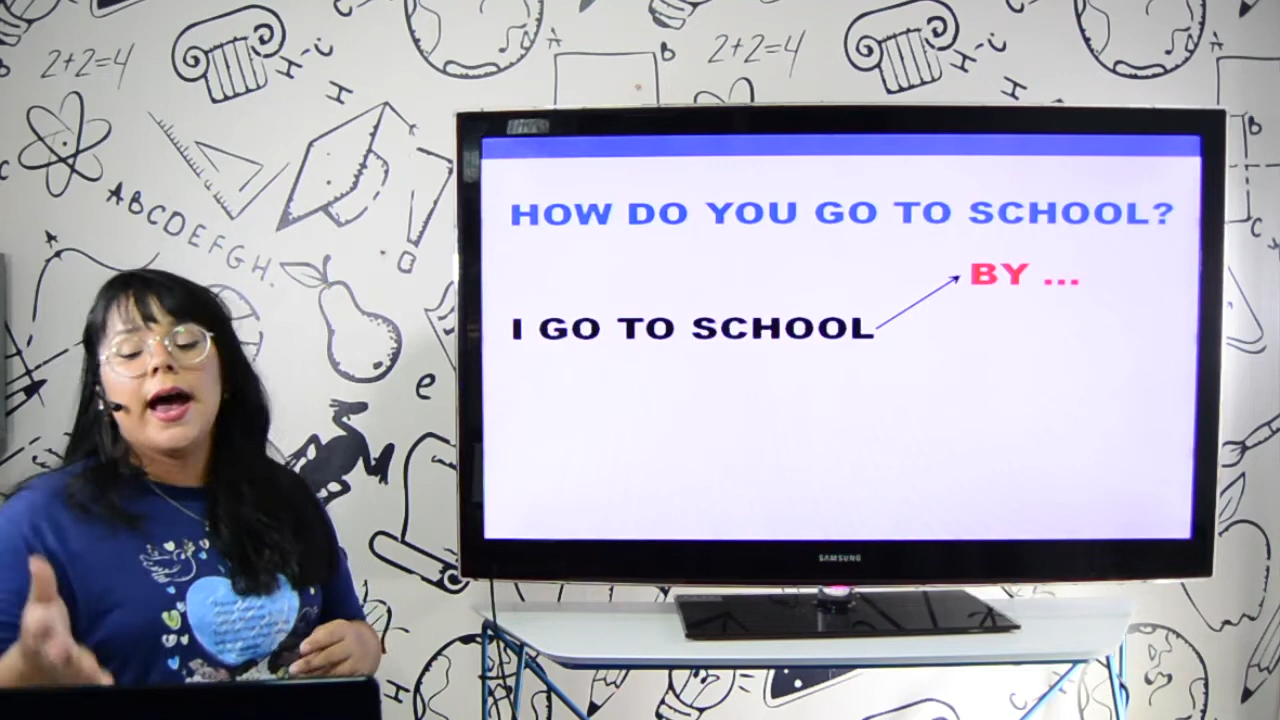 2+2=4
2+2=4
A
B
A
B
H
H
ABCDEFGH.
C
HOW DO YOU GO TO SCHOOL?
BY ...
I GO TO SCHOOL
e
SAMSUNG
H